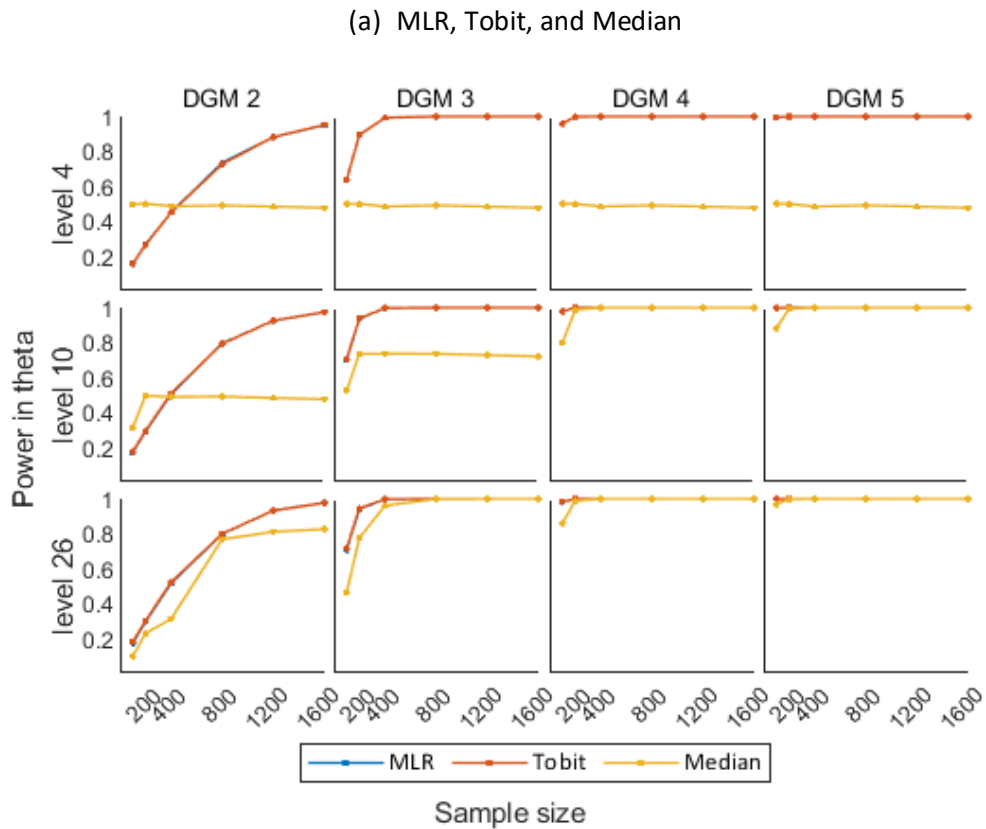 (a) MLR, Tobit, and Median
DGM 2 DGM 3 DGM 4 DGM 5
level 4
1
0.8
0.6
0.4
0.2
Power in theta
level 10
1
0.8
0.6
0.4
0.2
level 26
1
0.8
0.6
0.4
0.2
200 400 800 1200 1600 200 400 800 1200 1600 200 400 800 1200 1600 200 400 800 1200 1600
MLR Tobit Median
Sample size